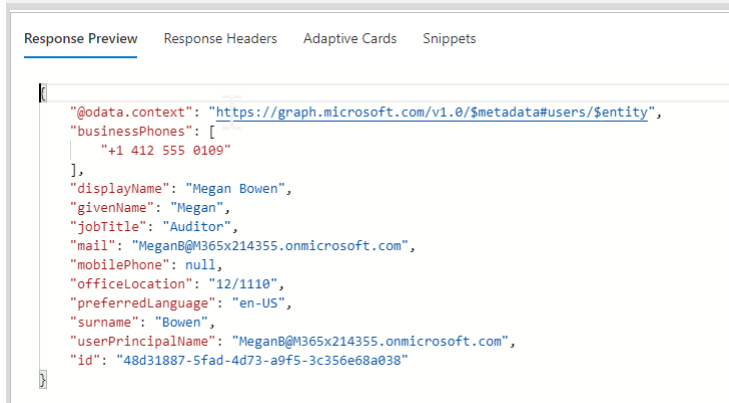 Response Preview Response Headers Adaptive Cards Snippets
{
"@odata.context": "https://graph.microsoft.com/v1.0/$metadata#users/$entity",
"businessPhones": [
"+1 412 555 0109"
],
"displayName": "Megan Bowen",
"givenName": "Megan",
"jobTitle": "Auditor",
"mail": "MeganB@M365x214355.onmicrosoft.com",
"mobilePhone": null,
"officeLocation": "12/1110",
"preferredLanguage": "en-US",
"surname": "Bowen",
"userPrincipalName": "MeganB@M365x214355.onmicrosoft.com",
"id": "48d31887-5fad-4d73-a9f5-3c356e68a038"
}